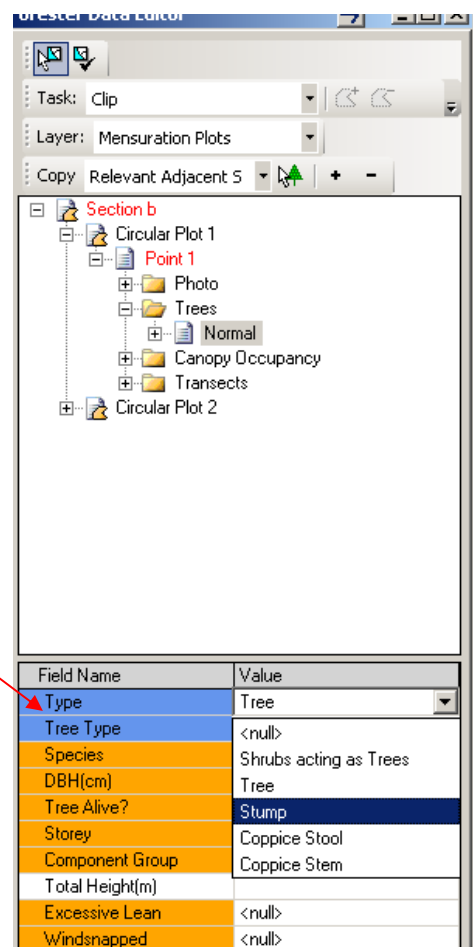 orester Data Editor
Task: Clip
Layer: Mensuration Plots
Copy Relevant Adjacent S + -
Section b
Circular Plot 1
Point 1
Photo
Trees
Normal
Canopy Occupancy
Transects
Circular Plot 2
Field Name Value
Type Tree
Tree Type <null>
Species Shrubs acting as Trees
DBH(cm) Tree
Tree Alive? Stump
Storey Coppice Stool
Component Group Coppice Stem
Total Height(m)
Excessive Lean <null>
Windsnapped <null>